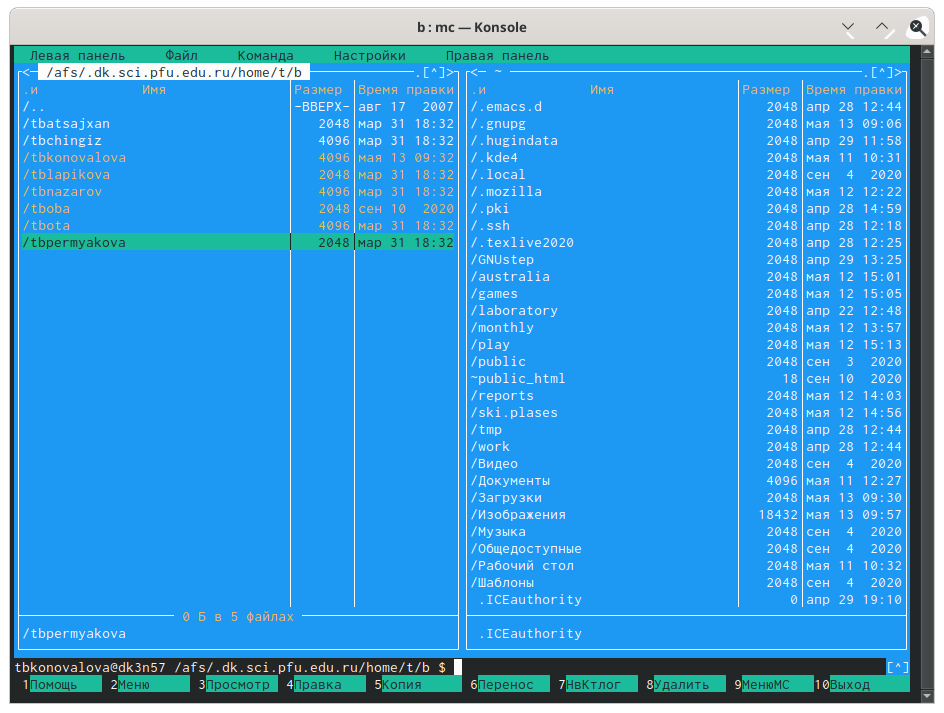 b : mc — Konsole
Левая панель Файл Команда Настройки Правая панель
<— /afs/.dk.sci.pfu.edu.ru/home/t/b .[^]> <— ~ .[^]>
.и Имя Размер Время правки .и Имя Размер Время правки
/.. -ВВЕРХ- авг 17 2007 /.emacs.d 2048 апр 28 12:44
/tbatsajxan 2048 мар 31 18:32 /.gnupg 2048 мая 13 09:06
/tbchingiz 4096 мар 31 18:32 /.hugindata 2048 апр 29 11:58
/tbkonovalova 4096 мая 13 09:32 /.kde4 2048 мая 11 10:31
/tblapikova 2048 мар 31 18:32 /.local 2048 сен 4 2020
/tbnazarov 4096 мар 31 18:32 /.mozilla 2048 мая 12 12:22
/tboba 2048 сен 10 2020 /.pki 2048 апр 28 14:59
/tbota 4096 мар 31 18:32 /.ssh 2048 апр 28 12:18
/tbpermyakova 2048 мар 31 18:32 /.texlive2020 2048 апр 28 12:25
/GNUstep 2048 апр 29 13:25
/australia 2048 мая 12 15:01
/games 2048 мая 12 15:05
/laboratory 2048 апр 22 12:48
/monthly 2048 мая 12 13:57
/play 2048 мая 12 15:13
/public 2048 сен 3 2020
~public_html 18 сен 10 2020
/reports 2048 мая 12 14:03
/ski.plases 2048 мая 12 14:56
/tmp 2048 апр 28 12:44
/work 2048 апр 28 12:44
/Видео 2048 сен 4 2020
/Документы 4096 мая 11 12:27
/Загрузки 2048 мая 13 09:30
/Изображения 18432 мая 13 09:57
/Музыка 2048 сен 4 2020
/Общедоступные 2048 сен 4 2020
/Рабочий стол 2048 мая 11 10:32
/Шаблоны 2048 сен 4 2020
.ICEauthority 0 апр 29 19:10
0 Б в 5 файлах
/tbpermyakova .ICEauthority
tbkonovalova@dk3n57 /afs/.dk.sci.pfu.edu.ru/home/t/b $ [^]
1Помощь 2Меню 3Просмотр 4Правка 5Копия 6Перенос 7НвКтлог 8Удалить 9МенюMC 10Выход